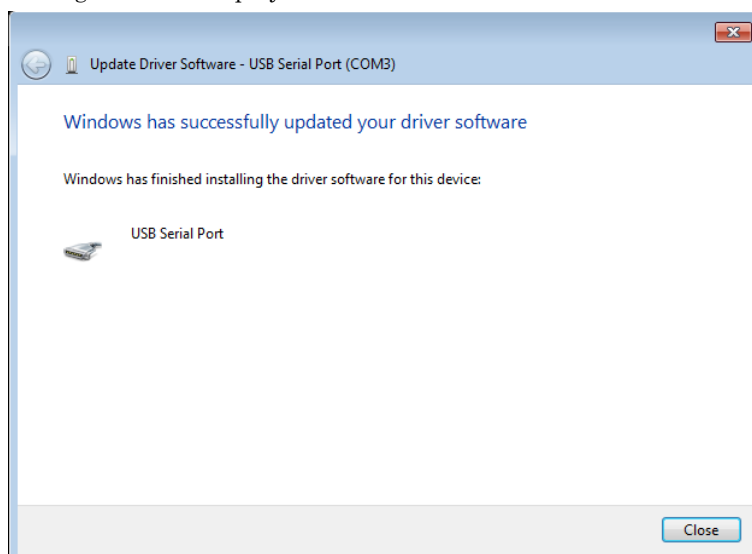 Update Driver Software - USB Serial Port (COM3)
Windows has successfully updated your driver software
Windows has finished installing the driver software for this device:
USB Serial Port
Close